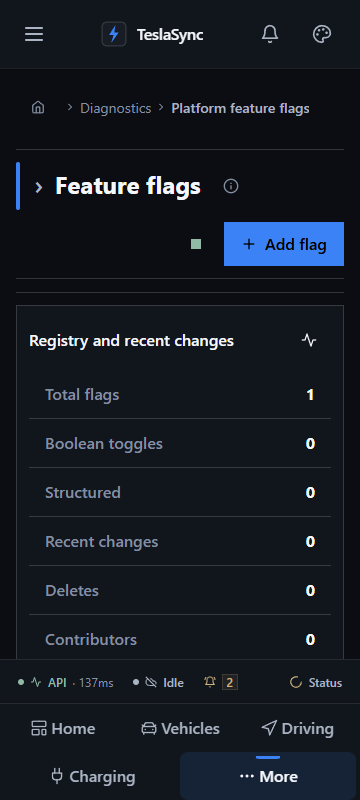 TeslaSync
Diagnostics
Platform feature flags
Feature flags
Add flag
Registry and recent changes
Total flags 1
Boolean toggles 0
Structured 0
Recent changes 0
Deletes 0
Contributors 0
API · 137ms Idle 2 Status
Home Vehicles Driving
Charging More